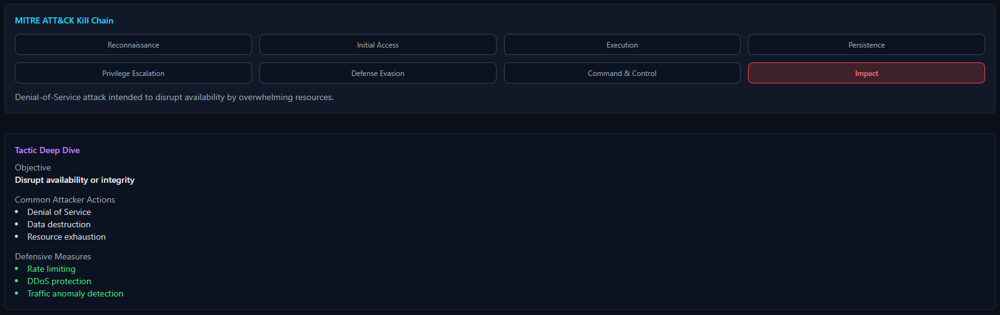 MITRE ATT&CK Kill Chain
Reconnaissance
Initial Access
Execution
Persistence
Privilege Escalation
Defense Evasion
Command & Control
Impact
Denial-of-Service attack intended to disrupt availability by overwhelming resources.
Tactic Deep Dive
Objective
Disrupt availability or integrity
Common Attacker Actions
• Denial of Service
• Data destruction
• Resource exhaustion
Defensive Measures
• Rate limiting
• DDoS protection
• Traffic anomaly detection